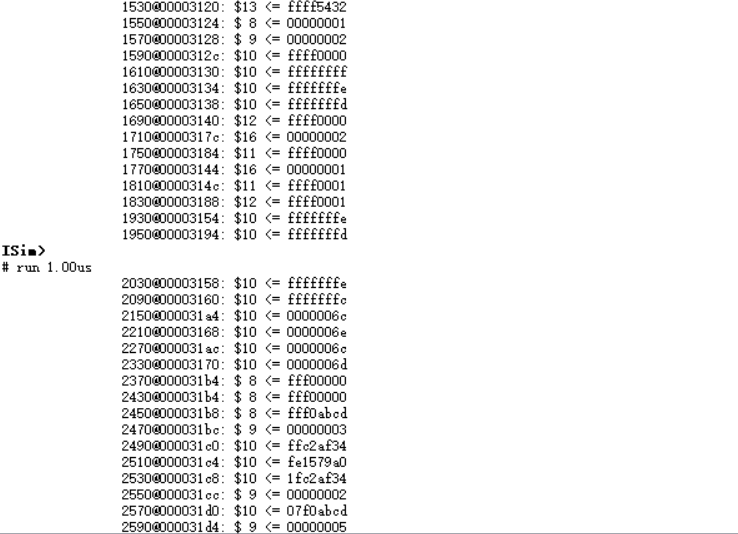 1530@00003120: $13 <= ffff5432
1550@00003124: $ 8 <= 00000001
1570@00003128: $ 9 <= 00000002
1590@0000312c: $10 <= ffff0000
1610@00003130: $10 <= ffffffff
1630@00003134: $10 <= fffffffe
1650@00003138: $10 <= fffffffd
1690@00003140: $12 <= ffff0000
1710@0000317c: $16 <= 00000002
1750@00003184: $11 <= ffff0000
1770@00003144: $16 <= 00000001
1810@0000314c: $11 <= ffff0001
1830@00003188: $12 <= ffff0001
1930@00003154: $10 <= fffffffe
1950@00003194: $10 <= fffffffd
ISim>
# run 1.00us
2030@00003158: $10 <= fffffffe
2090@00003160: $10 <= fffffffc
2150@000031a4: $10 <= 0000006c
2210@00003168: $10 <= 0000006e
2270@000031ac: $10 <= 0000006c
2330@00003170: $10 <= 0000006d
2370@000031b4: $ 8 <= fff00000
2430@000031b4: $ 8 <= fff00000
2450@000031b8: $ 8 <= fff0abcd
2470@000031bc: $ 9 <= 00000003
2490@000031c0: $10 <= ffc2af34
2510@000031c4: $10 <= fe1579a0
2530@000031c8: $10 <= 1fc2af34
2550@000031cc: $ 9 <= 00000002
2570@000031d0: $10 <= 07f0abcd
2590@000031d4: $ 9 <= 00000005